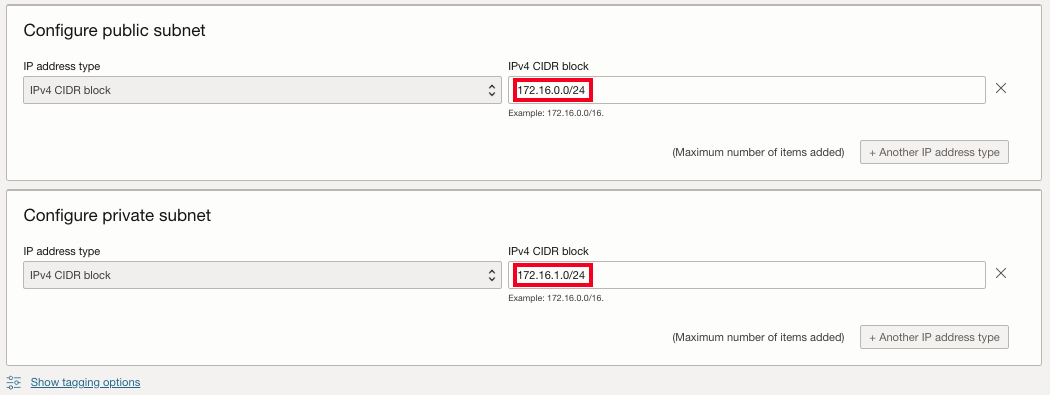 Configure public subnet
IP address type
IPv4 CIDR block
IPv4 CIDR block
172.16.0.0/24
Example: 172.16.0.0/16.
(Maximum number of items added)
+ Another IP address type
Configure private subnet
IP address type
IPv4 CIDR block
IPv4 CIDR block
172.16.1.0/24
Example: 172.16.0.0/16.
(Maximum number of items added)
+ Another IP address type
Show tagging options